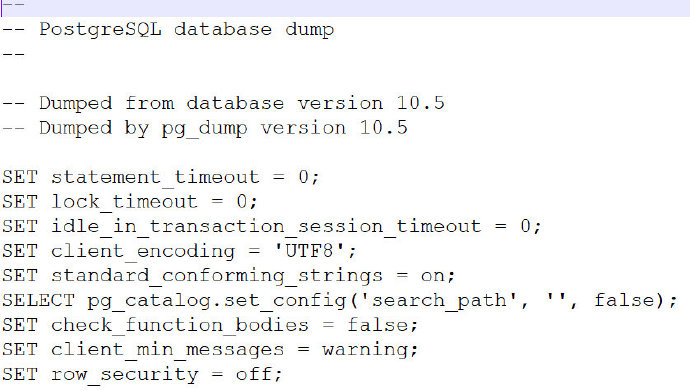 --
-- PostgreSQL database dump
--
-- Dumped from database version 10.5
-- Dumped by pg_dump version 10.5
SET statement_timeout = 0;
SET lock_timeout = 0;
SET idle_in_transaction_session_timeout = 0;
SET client_encoding = 'UTF8';
SET standard_conforming_strings = on;
SELECT pg_catalog.set_config('search_path', '', false);
SET check_function_bodies = false;
SET client_min_messages = warning;
SET row_security = off;